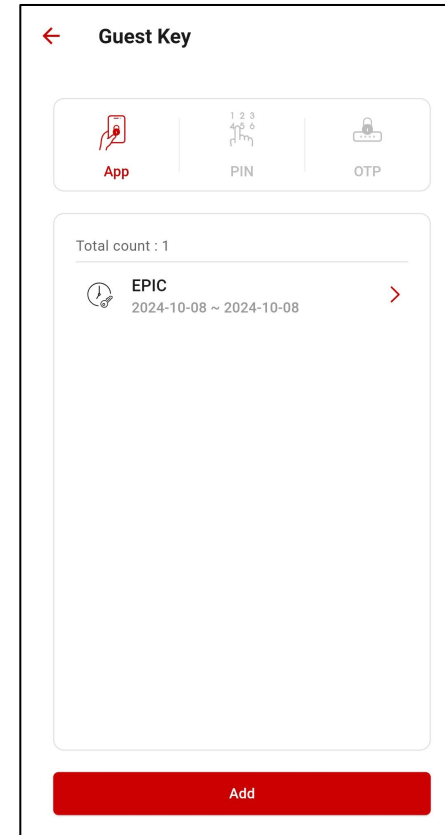 Guest Key
1 2 3
4 5 6
App
PIN
OTP
Total count : 1
EPIC
2024-10-08 ~ 2024-10-08
Add